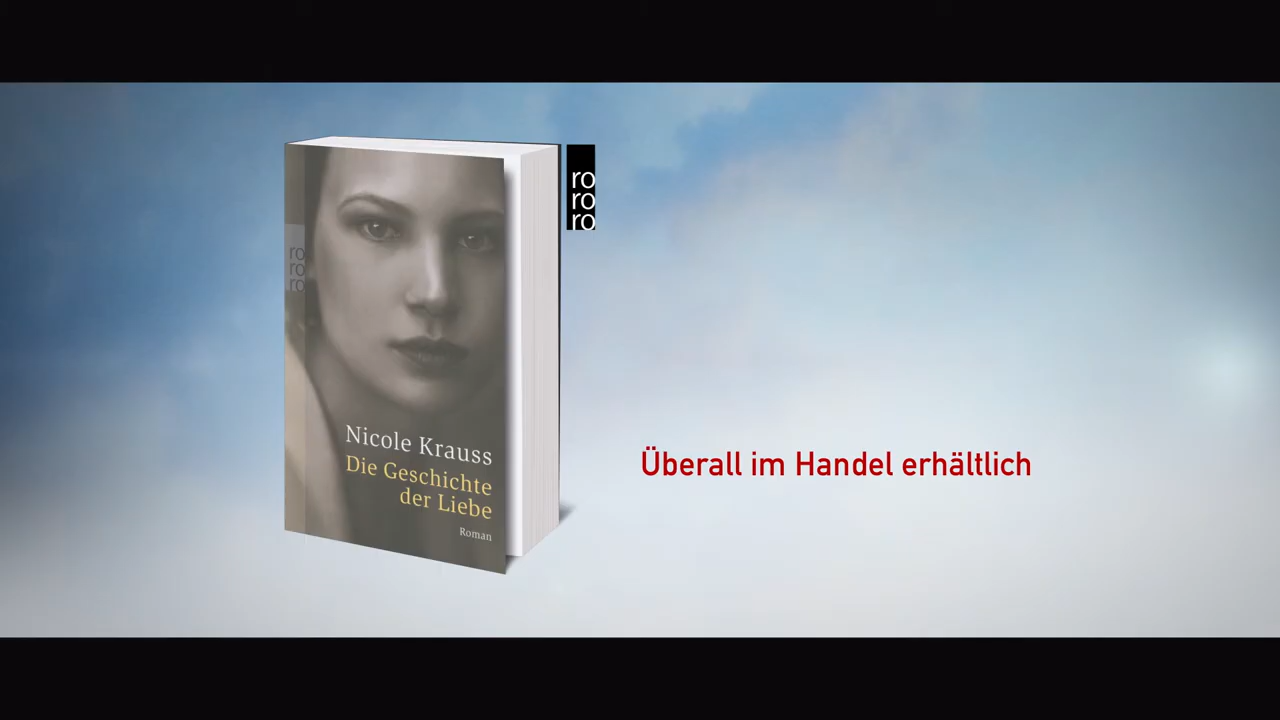 ro
ro
ro
ro
ro
ro
Nicole Krauss
Die Geschichte
der Liebe
Roman
Überall im Handel erhältlich